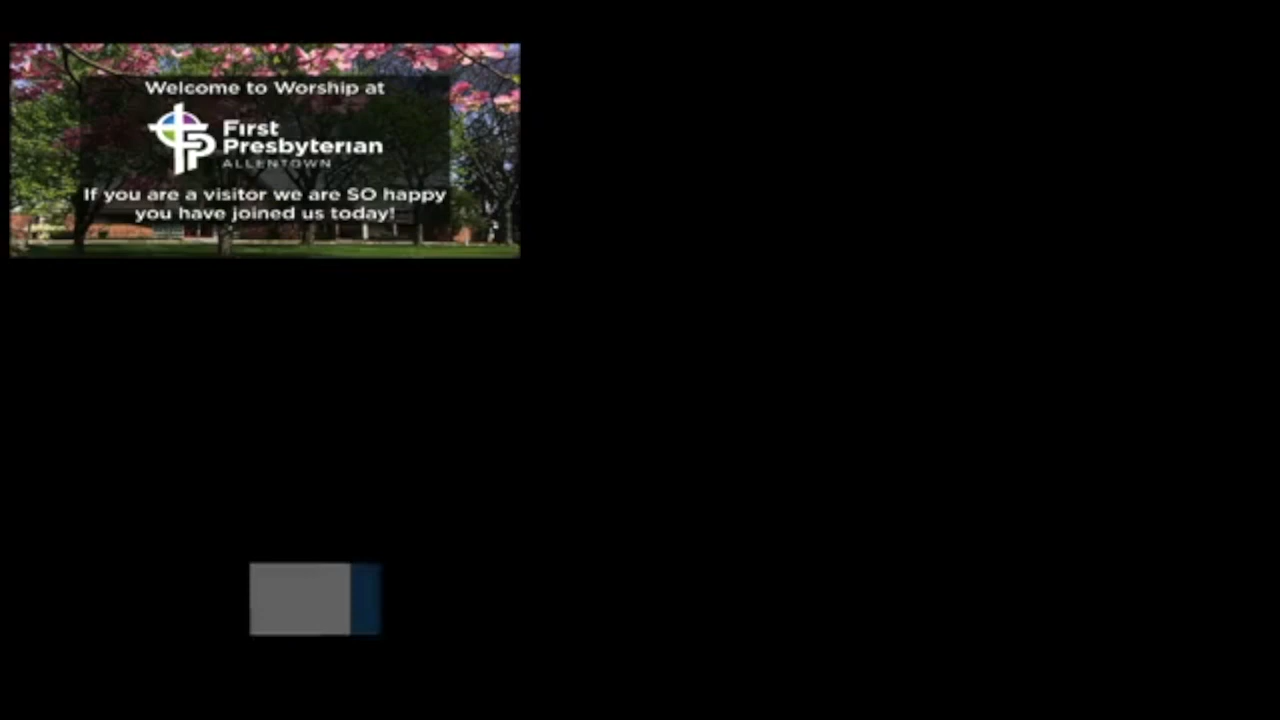 Welcome to Worship at
First
Presbyterian
ALLENTOWN
If you are a visitor we are SO happy
you have joined us today!